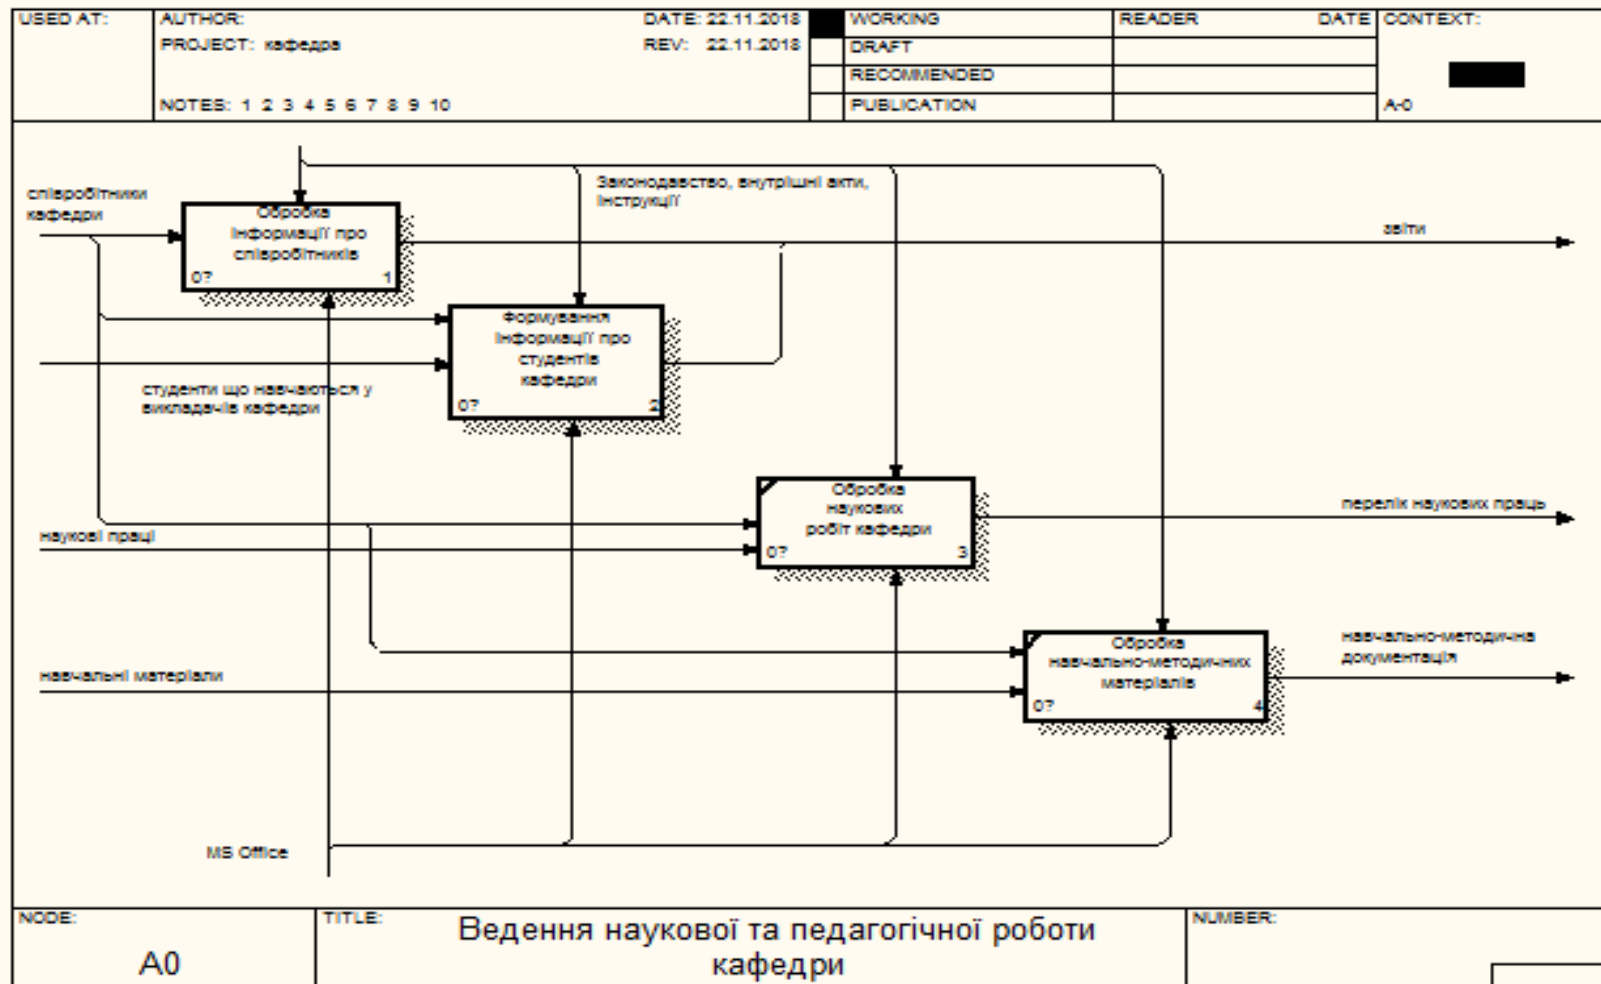 USED AT:
AUTHOR:
DATE: 22.11.2018
WORKING
READER
DATE
CONTEXT:
PROJECT: кафедра
REV: 22.11.2018
DRAFT
RECOMMENDED
NOTES: 1 2 3 4 5 6 7 8 9 10
PUBLICATION
A-0
співробітники
кафедри
Законодавство, внутрішні акти,
інструкції
Обробка
інформації про
співробітників
0? 1
звіти
Формування
інформації про
студентів
кафедри
0? 2
студенти що навчаються у
викладачів кафедри
Обробка
наукових
робіт кафедри
0? 3
перелік наукових праць
наукові праці
Обробка
навчально-методичних
матеріалів
0? 4
навчально-методична
документація
навчальні матеріали
MS Office
NODE:
A0
TITLE:
Ведення наукової та педагогічної роботи
кафедри
NUMBER: